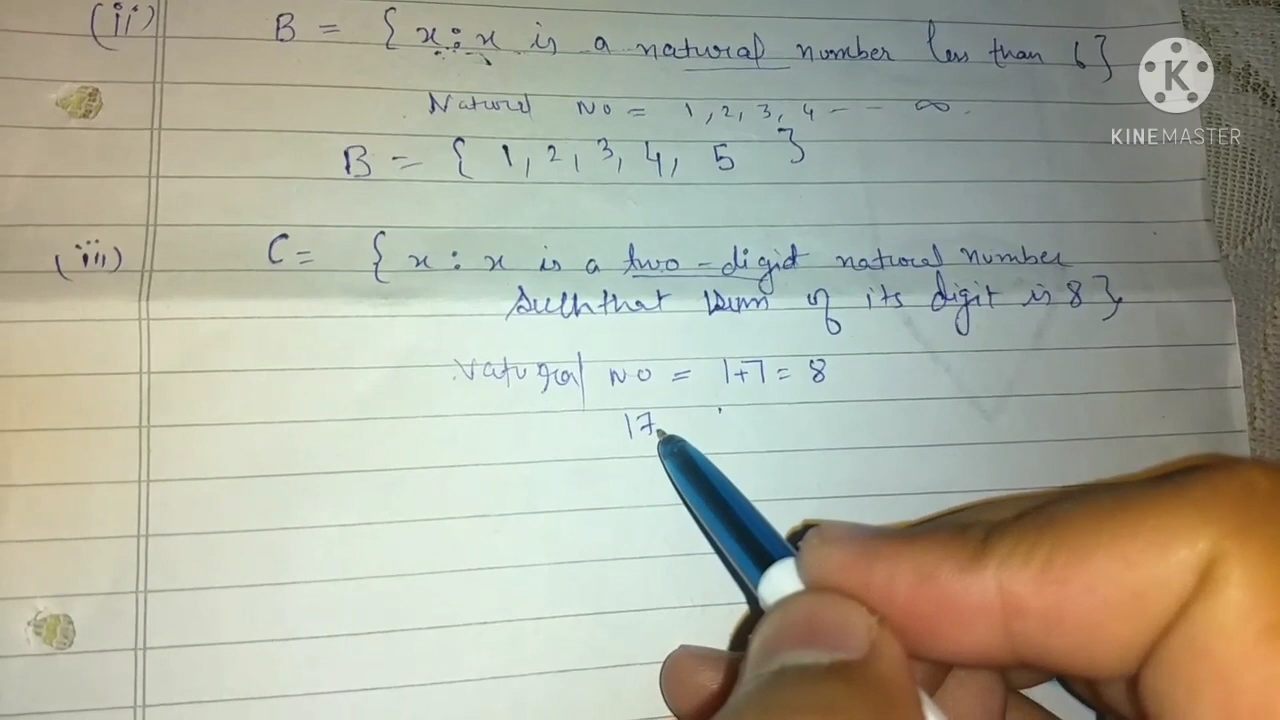 (ii) B = { x : x is a natural number less than 6}
KINEMASTER
Natural No = 1, 2, 3, 4 - - ∞.
B = { 1, 2, 3, 4, 5 }
(iii) C = { x : x is a two-digit natural number
such that sum of its digit is 8 },
Natural No = 1+7 = 8
17